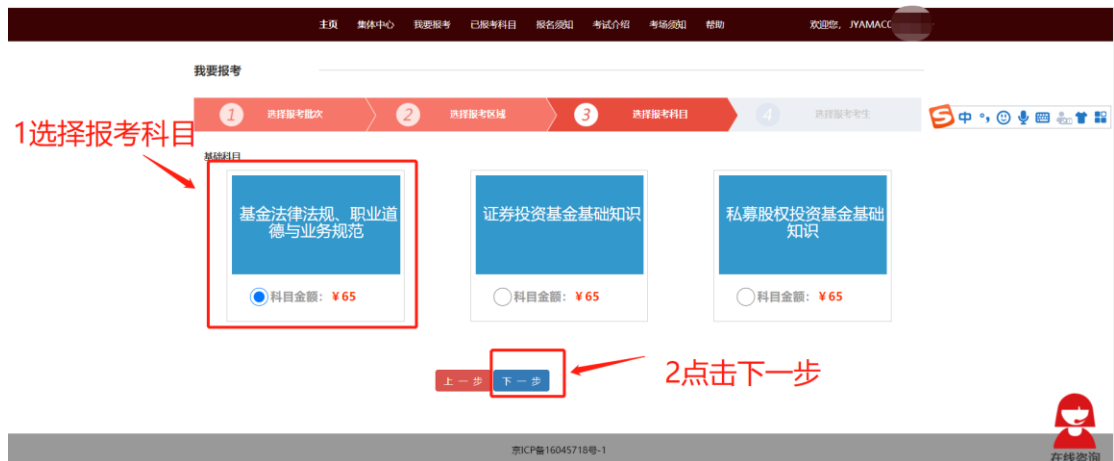 主页 集体中心 我要报考 已报考科目 报名须知 考试介绍 考场须知 帮助 欢迎您, JYAMACC
我要报考
1 选择报考批次 2 选择报考区域 3 选择报考科目 4 选择报考考生
中
1选择报考科目
基础科目
基金法律法规、职业道
德与业务规范
科目金额: ¥65
证券投资基金基础知识
科目金额: ¥65
私募股权投资基金基础
知识
科目金额: ¥65
上一步 下一步
2点击下一步
京ICP备16045718号-1
在线咨询